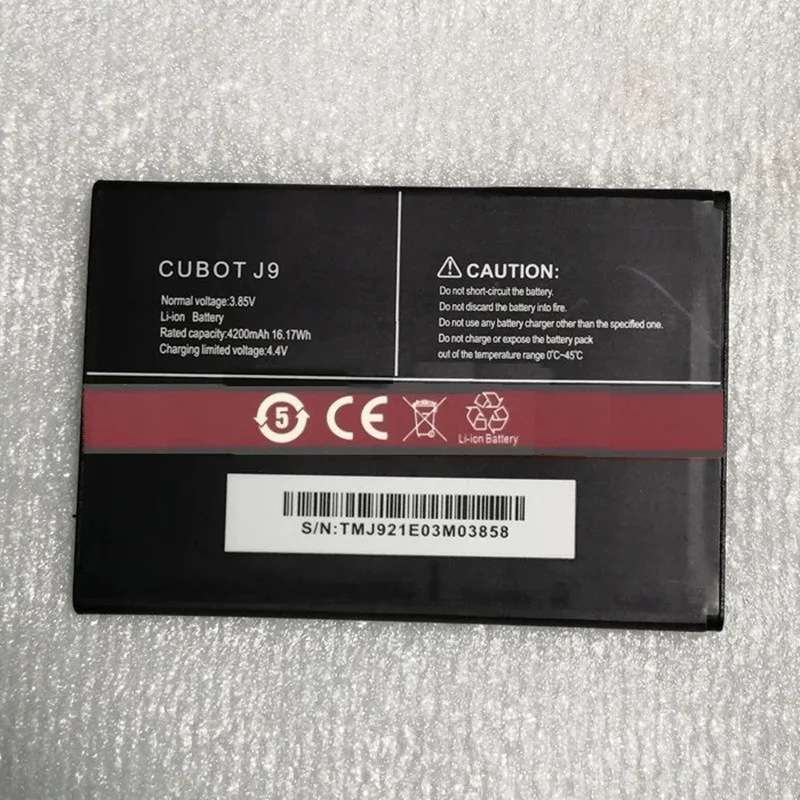 CUBOT J9
Normal voltage:3.85V
Li-ion Battery
Rated capacity:4200mAh 16.17Wh
Charging limited voltage:4.4V
CAUTION:
Do not short-circuit the battery.
Do not discard the battery into fire.
Do not use any battery charger other than the specified one.
Do not charge or expose the battery pack
out of the temperature range 0℃~45℃
5
CE
Li-ion Battery
S/N:TMJ921E03M03858